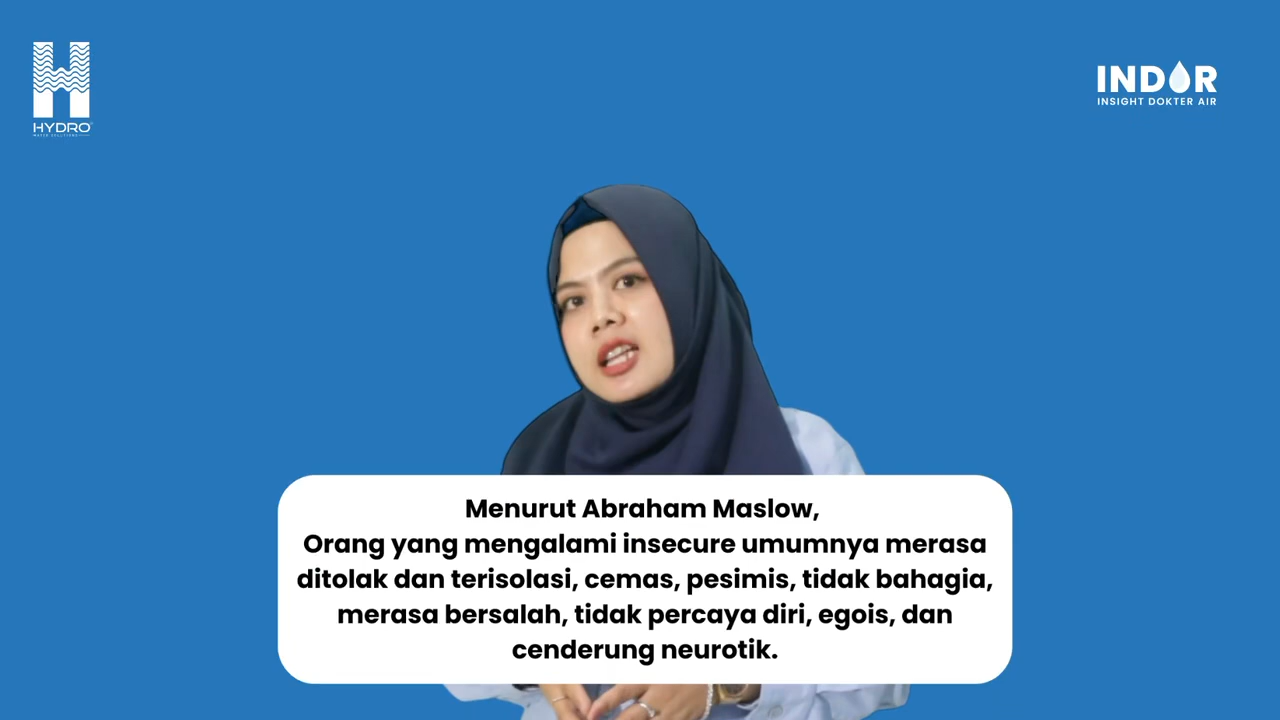 HYDRO
INDOR
INSIGHT DOKTER AIR
Menurut Abraham Maslow,
Orang yang mengalami insecure umumnya merasa
ditolak dan terisolasi, cemas, pesimis, tidak bahagia,
merasa bersalah, tidak percaya diri, egois, dan
cenderung neurotik.